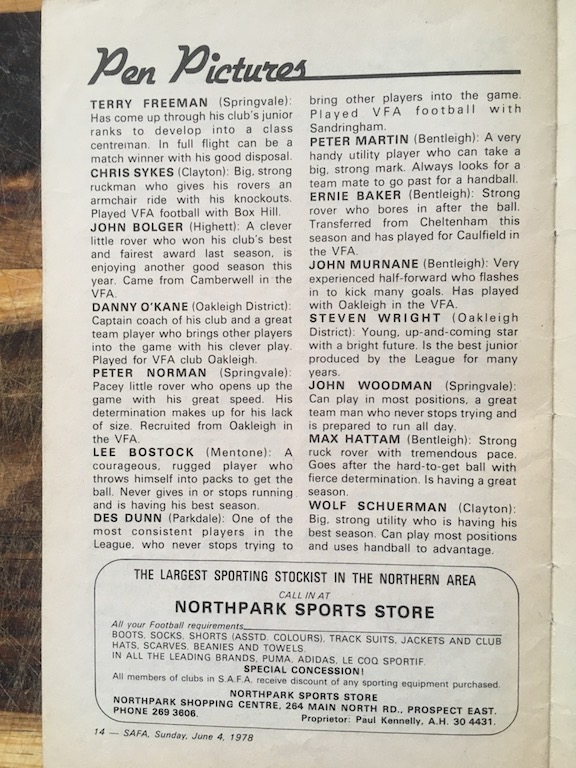 Pen Pictures
TERRY FREEMAN (Springvale):
Has come up through his club's junior
ranks to develop into a class
centreman. In full flight can be a
match winner with his good disposal.
CHRIS SYKES (Clayton): Big, strong
ruckman who gives his rovers an
armchair ride with his knockouts.
Played VFA football with Box Hill.
JOHN BOLGER (Highett): A clever
little rover who won his club's best
and fairest award last season, is
enjoying another good season this
year. Came from Camberwell in the
VFA.
DANNY O'KANE (Oakleigh District):
Captain coach of his club and a great
team player who brings other players
into the game with his clever play.
Played for VFA club Oakleigh.
PETER NORMAN (Springvale):
Pacey little rover who opens up the
game with his great speed. His
determination makes up for his lack
of size. Recruited from Oakleigh in
the VFA.
LEE BOSTOCK (Mentone): A
courageous, rugged player who
throws himself into packs to get the
ball. Never gives in or stops running
and is having his best season.
DES DUNN (Parkdale): One of the
most consistent players in the
League, who never stops trying to
bring other players into the game.
Played VFA football with
Sandringham.
PETER MARTIN (Bentleigh): A very
handy utility player who can take a
big, strong mark. Always looks for a
team mate to go past for a handball.
ERNIE BAKER (Bentleigh): Strong
rover who bores in after the ball.
Transferred from Cheltenham this
season and has played for Caulfield in
the VFA.
JOHN MURNANE (Bentleigh): Very
experienced half-forward who flashes
in to kick many goals. Has played
with Oakleigh in the VFA.
STEVEN WRIGHT (Oakleigh
District): Young, up-and-coming star
with a bright future. Is the best junior
produced by the League for many
years.
JOHN WOODMAN (Springvale):
Can play in most positions, a great
team man who never stops trying and
is prepared to run all day.
MAX HATTAM (Bentleigh): Strong
ruck rover with tremendous pace.
Goes after the hard-to-get ball with
fierce determination. Is having a great
season.
WOLF SCHUERMAN (Clayton):
Big, strong utility who is having his
best season. Can play most positions
and uses handball to advantage.
THE LARGEST SPORTING STOCKIST IN THE NORTHERN AREA
CALL IN AT
NORTHPARK SPORTS STORE
All your Football requirements
BOOTS, SOCKS, SHORTS (ASSTD. COLOURS), TRACK SUITS, JACKETS AND CLUB
HATS, SCARVES, BEANIES AND TOWELS.
IN ALL THE LEADING BRANDS, PUMA, ADIDAS, LE COQ SPORTIF.
SPECIAL CONCESSION!
All members of clubs in S.A.F.A. receive discount of any sporting equipment purchased.
NORTHPARK SPORTS STORE
NORTHPARK SHOPPING CENTRE, 264 MAIN NORTH RD., PROSPECT EAST.
PHONE 269 3606. Proprietor: Paul Kennelly, A.H. 30 4431.
14 — SAFA, Sunday, June 4, 1978